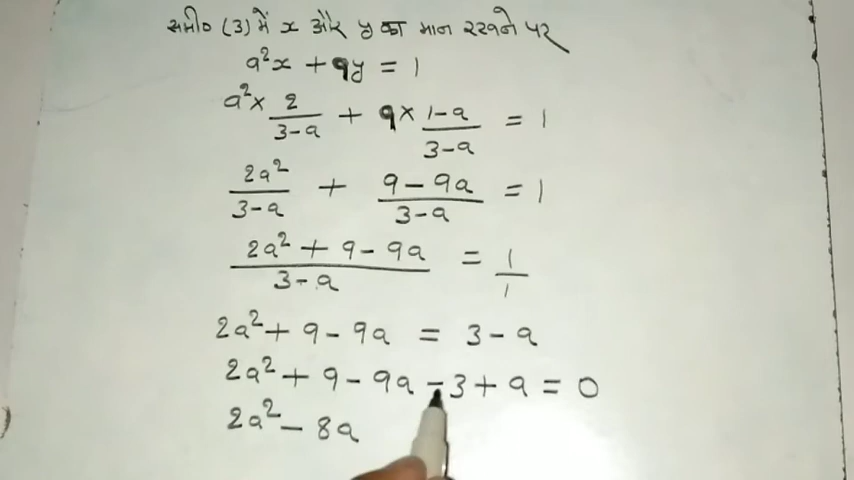 समी० (3) में x और y का मान रखने पर
a²x + 9y = 1
a² × 2/(3-a) + 9 × (1-a)/(3-a) = 1
2a²/(3-a) + (9-9a)/(3-a) = 1
(2a² + 9 - 9a)/(3-a) = 1/1
2a² + 9 - 9a = 3 - a
2a² + 9 - 9a - 3 + a = 0
2a² - 8a